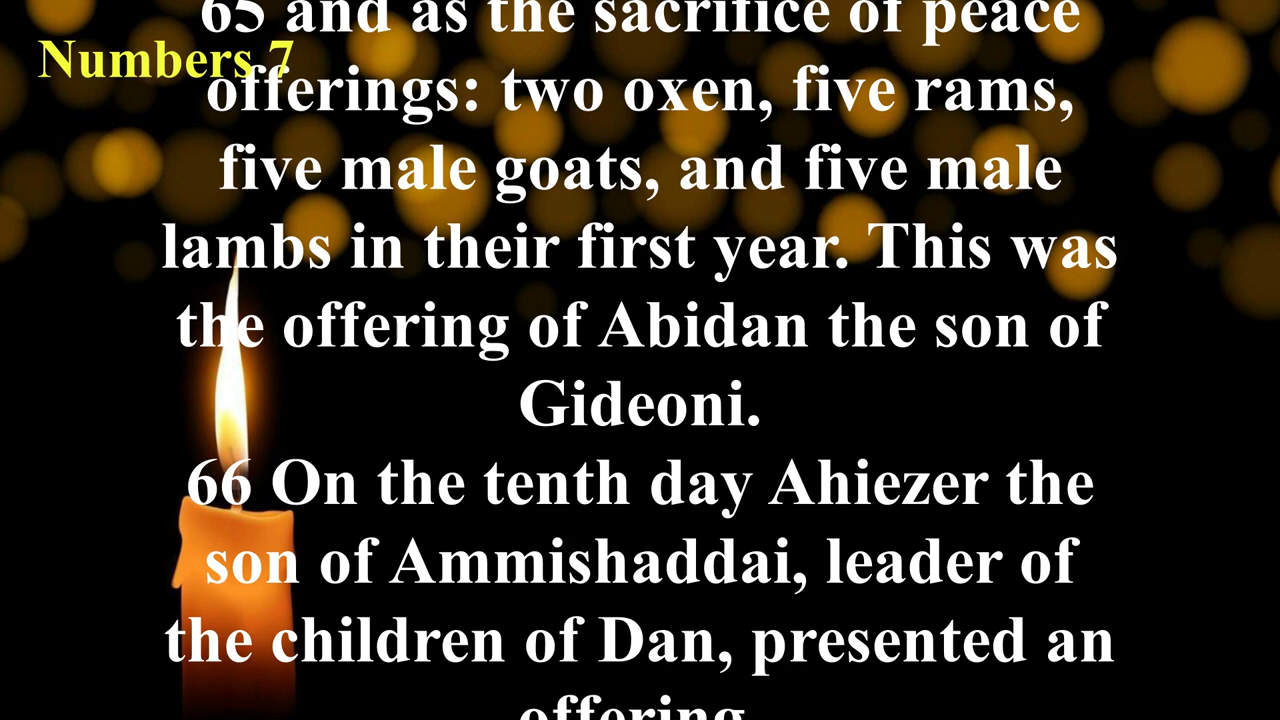 65 and as the sacrifice of peace
Numbers 7
offerings: two oxen, five rams,
five male goats, and five male
lambs in their first year. This was
the offering of Abidan the son of
Gideoni.
66 On the tenth day Ahiezer the
son of Ammishaddai, leader of
the children of Dan, presented an
offering.